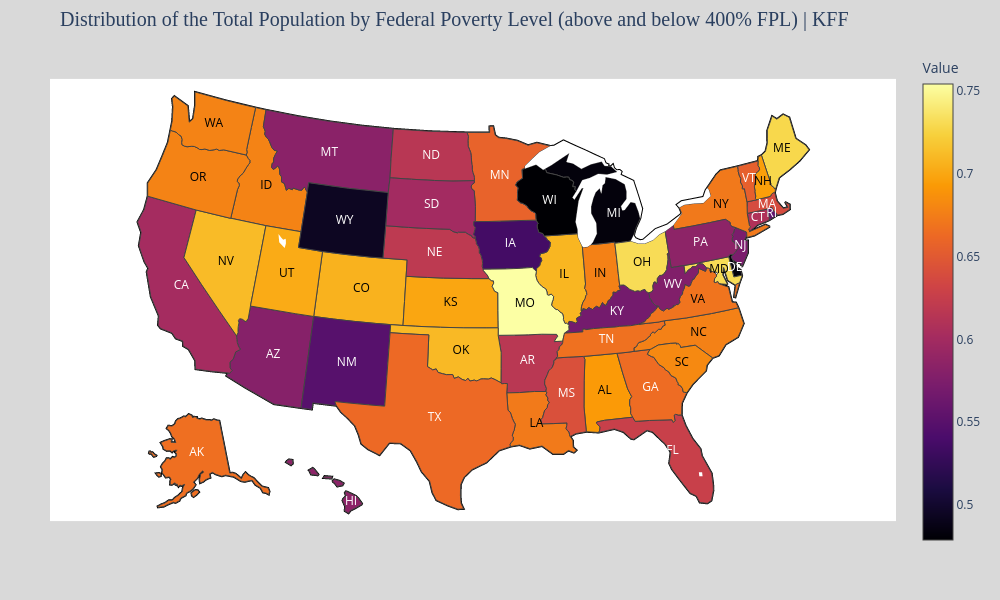 Distribution of the Total Population by Federal Poverty Level (above and below 400% FPL) | KFF
Value
0.75
0.7
0.65
0.6
0.55
0.5
WA
MT
ND
MN
ME
OR
ID
SD
WI
MI
NY
VT
NH
MA
CT
RI
WY
NE
IA
PA
NJ
NV
UT
CO
IL
IN
OH
MD
DE
CA
KS
MO
KY
WV
VA
AZ
NM
OK
AR
TN
NC
SC
TX
LA
MS
AL
GA
FL
AK
HI